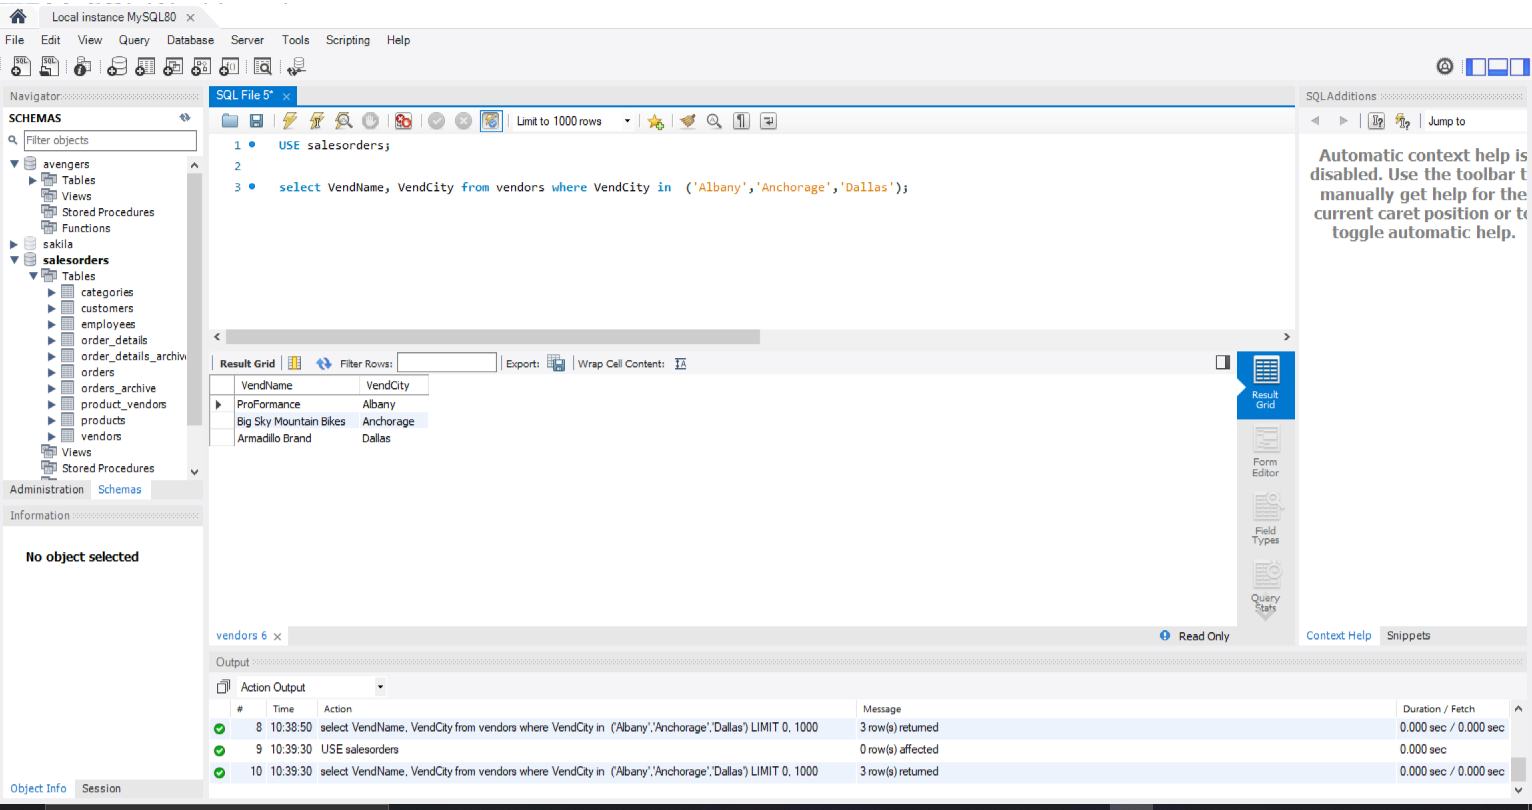 Local instance MySQL80 ×
File Edit View Query Database Server Tools Scripting Help
Navigator
SCHEMAS
Filter objects
avengers
Tables
Views
Stored Procedures
Functions
sakila
salesorders
Tables
categories
customers
employees
order_details
order_details_archiv
orders
orders_archive
product_vendors
products
vendors
Views
Stored Procedures
Administration Schemas
Information
No object selected
Object Info Session
SQL File 5* ×
Limit to 1000 rows
1 USE salesorders;
2
3 select VendName, VendCity from vendors where VendCity in ('Albany','Anchorage','Dallas');
Result Grid Filter Rows: Export: Wrap Cell Content:
VendName VendCity
ProFormance Albany
Big Sky Mountain Bikes Anchorage
Armadillo Brand Dallas
Result
Grid
Form
Editor
Field
Types
Query
Stats
vendors 6 ×
Read Only
Output
Action Output
# Time Action Message Duration / Fetch
8 10:38:50 select VendName, VendCity from vendors where VendCity in ('Albany','Anchorage','Dallas') LIMIT 0, 1000 3 row(s) returned 0.000 sec / 0.000 sec
9 10:39:30 USE salesorders 0 row(s) affected 0.000 sec
10 10:39:30 select VendName, VendCity from vendors where VendCity in ('Albany','Anchorage','Dallas') LIMIT 0, 1000 3 row(s) returned 0.000 sec / 0.000 sec
SQLAdditions
Jump to
Automatic context help is
disabled. Use the toolbar t
manually get help for the
current caret position or to
toggle automatic help.
Context Help Snippets